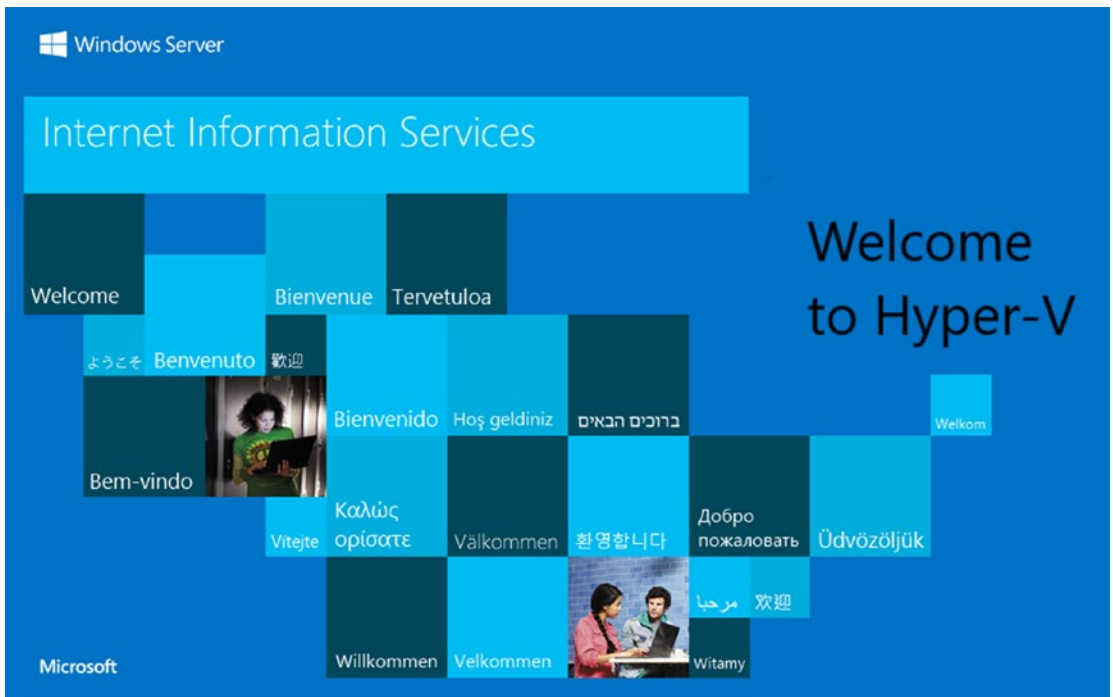 Windows Server
Internet Information Services
Welcome
to Hyper-V
Welcome
Bienvenue
Tervetuloa
ようこそ
Benvenuto
歡迎
Bienvenido
Hoş geldiniz
ברוכים הבאים
Welkom
Bem-vindo
Vítejte
Καλώς
ορίσατε
Välkommen
환영합니다
Добро
пожаловать
Üdvözöljük
Microsoft
Willkommen
Velkommen
مرحبا
欢迎
Witamy